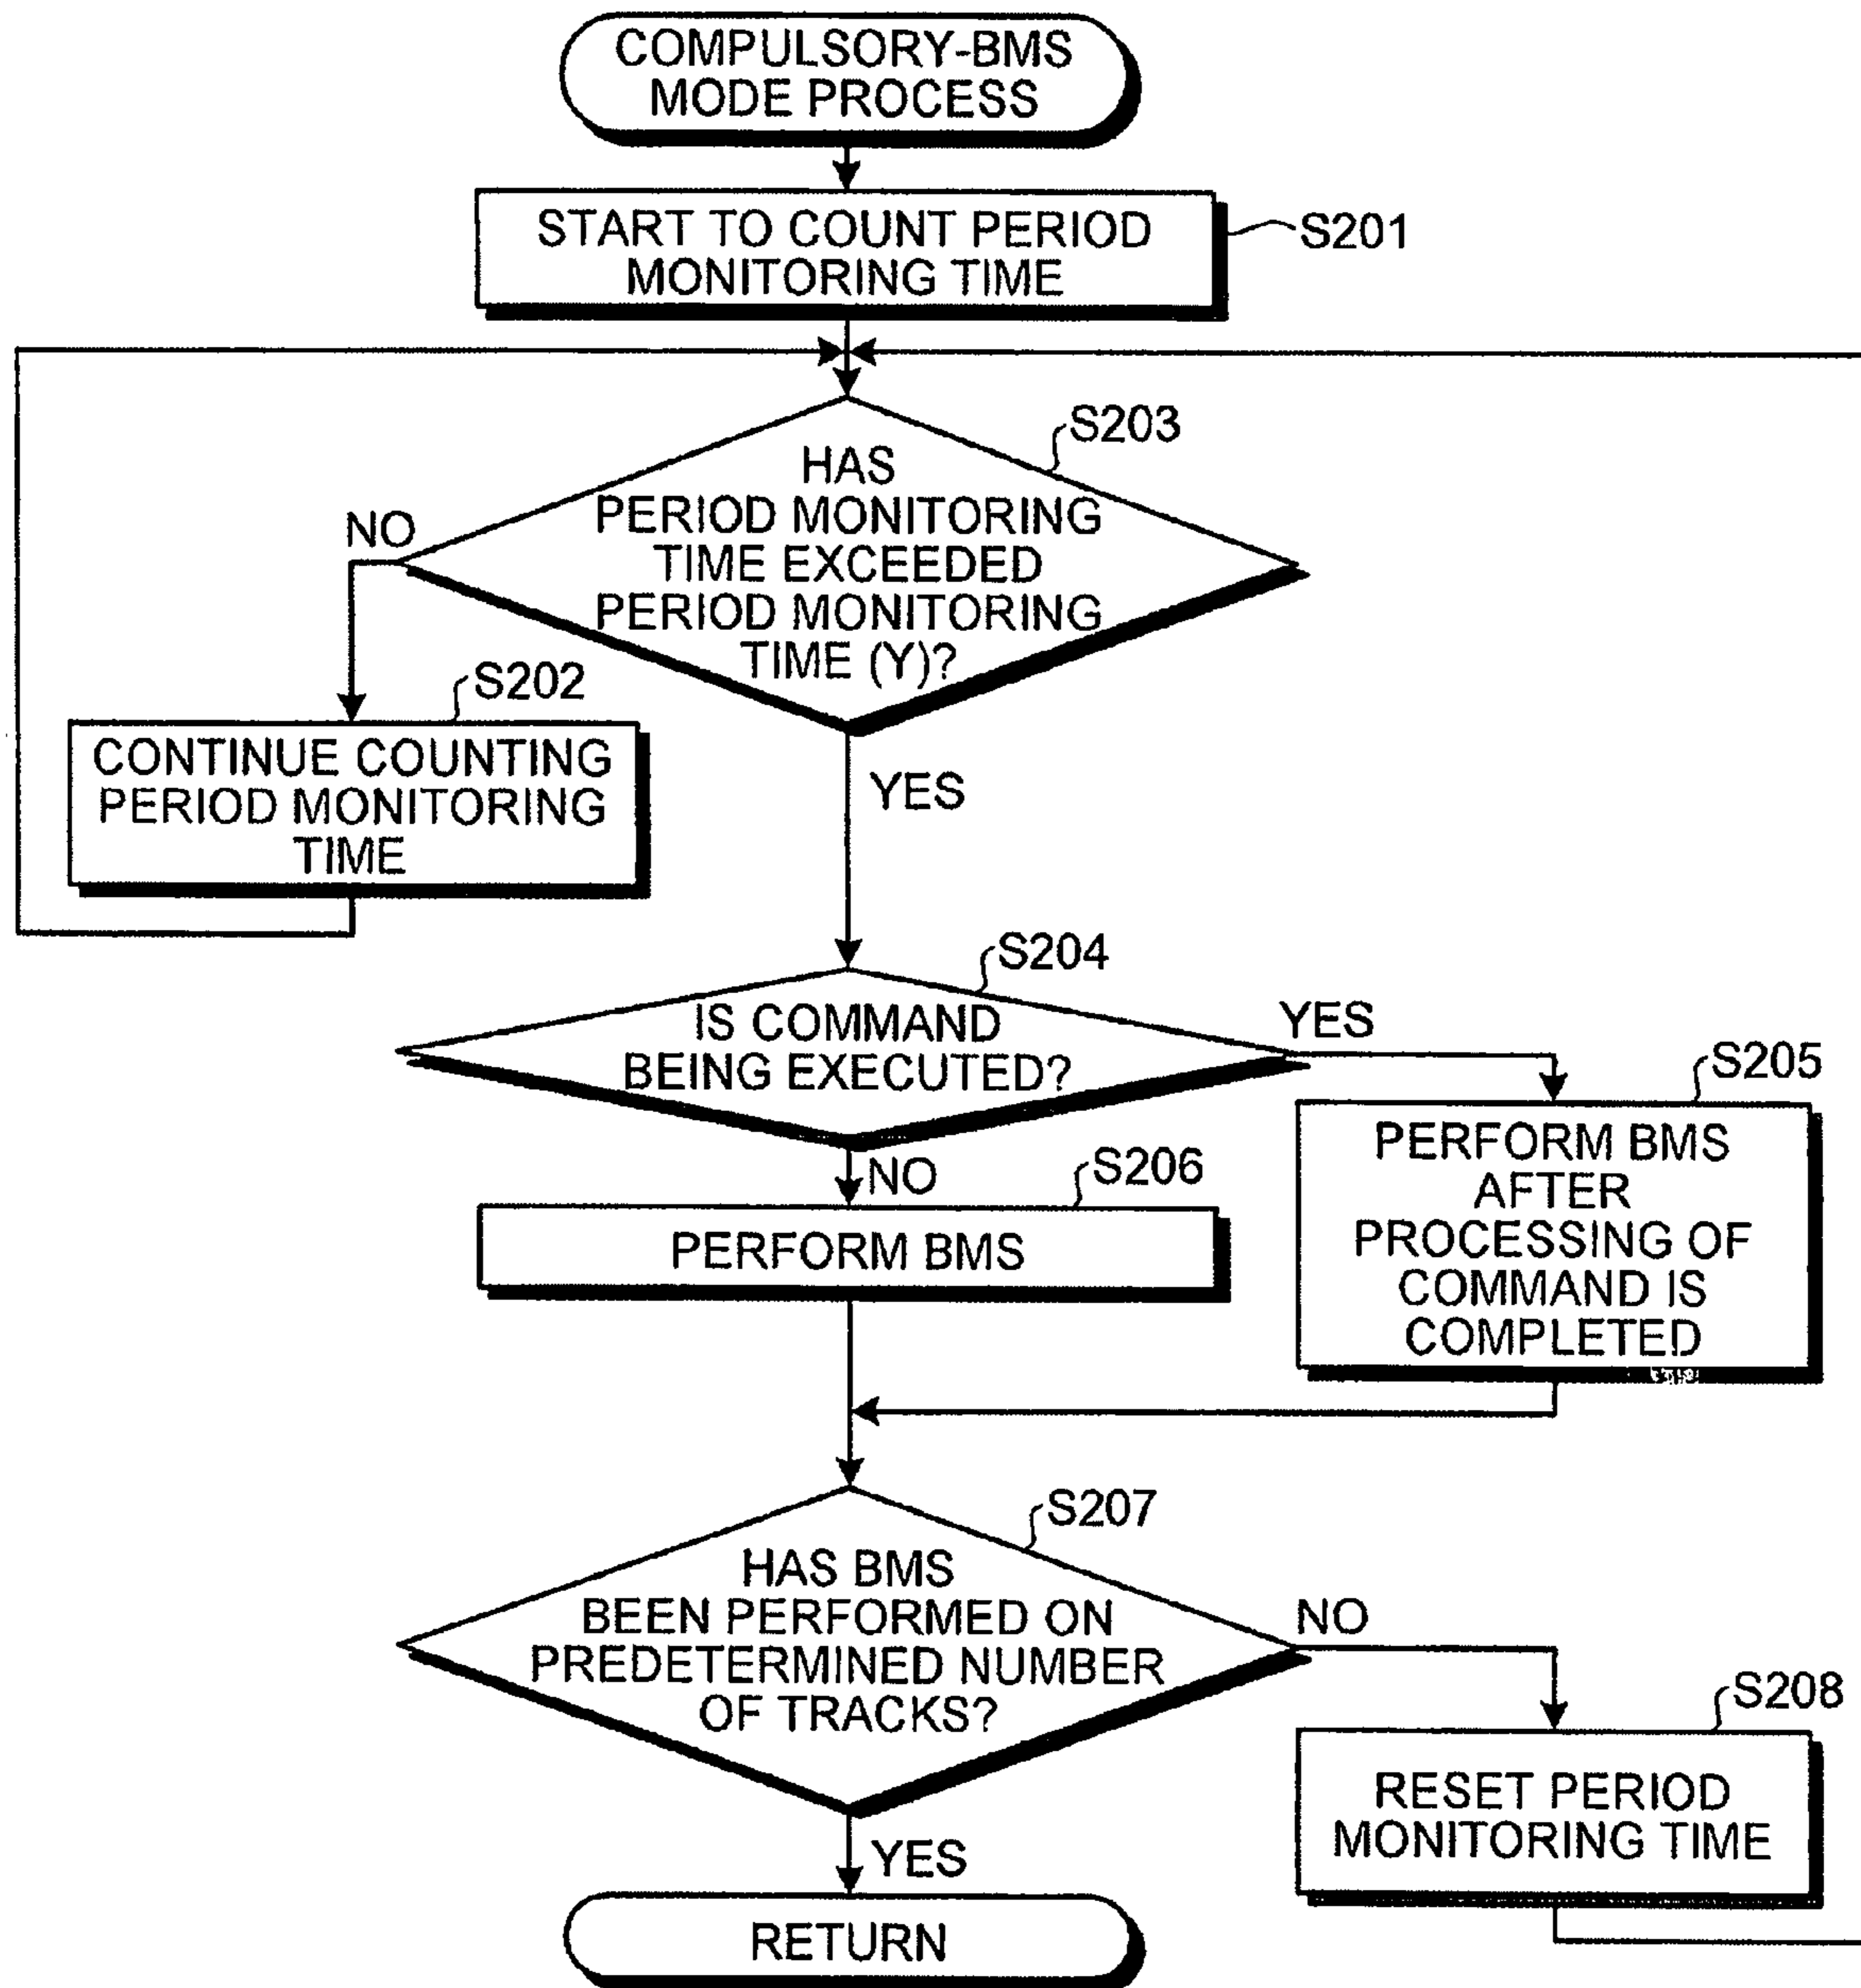 COMPULSORY-BMS
MODE PROCESS
START TO COUNT PERIOD
MONITORING TIME
S201
S203
HAS
PERIOD MONITORING
TIME EXCEEDED
PERIOD MONITORING
TIME (Y)?
NO
S202
CONTINUE COUNTING
PERIOD MONITORING
TIME
YES
S204
IS COMMAND
BEING EXECUTED?
YES
S205
PERFORM BMS
AFTER
PROCESSING OF
COMMAND IS
COMPLETED
NO
S206
PERFORM BMS
S207
HAS BMS
BEEN PERFORMED ON
PREDETERMINED NUMBER
OF TRACKS?
NO
S208
RESET PERIOD
MONITORING TIME
YES
RETURN